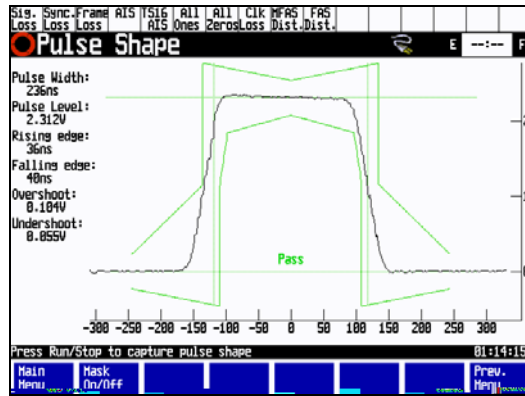 Sig. Sync. Frame AIS TS16 All All Clk MFAS FAS
Loss Loss Loss AIS Ones Zeros Loss Dist. Dist.
Pulse Shape E --:-- F
Pulse Width:
236ns
Pulse Level:
2.312V
Rising edge:
36ns
Falling edge:
40ns
Overshoot:
0.104V
Undershoot:
0.055V
Pass
-300 -250 -200 -150 -100 -50 0 50 100 150 200 250 300
Press Run/Stop to capture pulse shape 01:14:15
Main Mask Prev.
Menu On/Off Menu